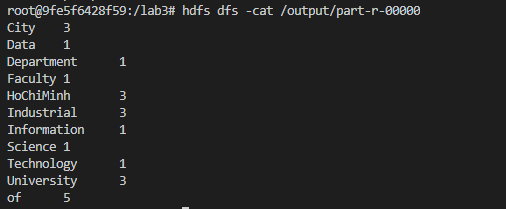 root@9fe5f6428f59:/lab3# hdfs dfs -cat /output/part-r-00000
City 3
Data 1
Department 1
Faculty 1
HoChiMinh 3
Industrial 3
Information 1
Science 1
Technology 1
University 3
of 5